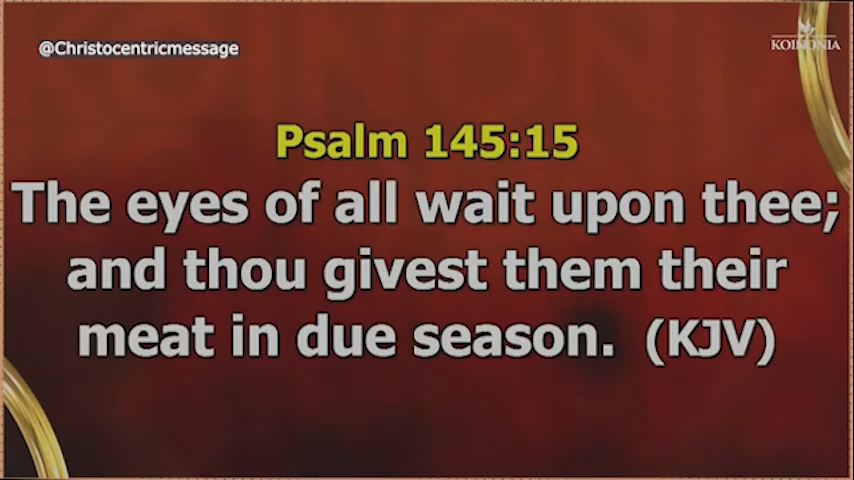 @Christocentricmessage
KOINONIA
Psalm 145:15
The eyes of all wait upon thee;
and thou givest them their
meat in due season. (KJV)